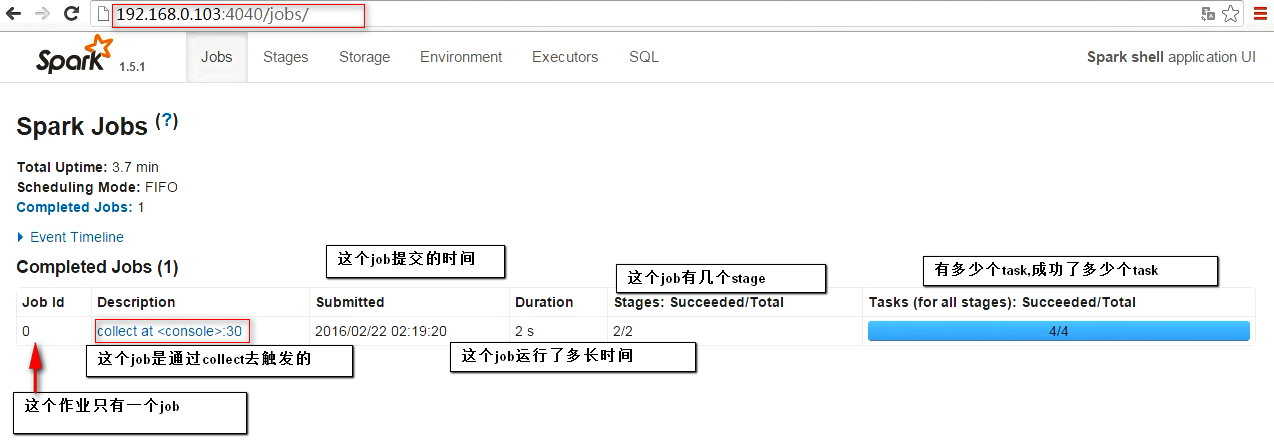 192.168.0.103:4040/jobs/
Spark 1.5.1 Jobs Stages Storage Environment Executors SQL Spark shell application UI
Spark Jobs (?)
Total Uptime: 3.7 min
Scheduling Mode: FIFO
Completed Jobs: 1
Event Timeline
这个job提交的时间
Completed Jobs (1)
这个job有几个stage
有多少个task,成功了多少个task
Job Id Description Submitted Duration Stages: Succeeded/Total Tasks (for all stages): Succeeded/Total
0 collect at <console>:30 2016/02/22 02:19:20 2 s 2/2 4/4
这个job是通过collect去触发的
这个job运行了多长时间
这个作业只有一个job